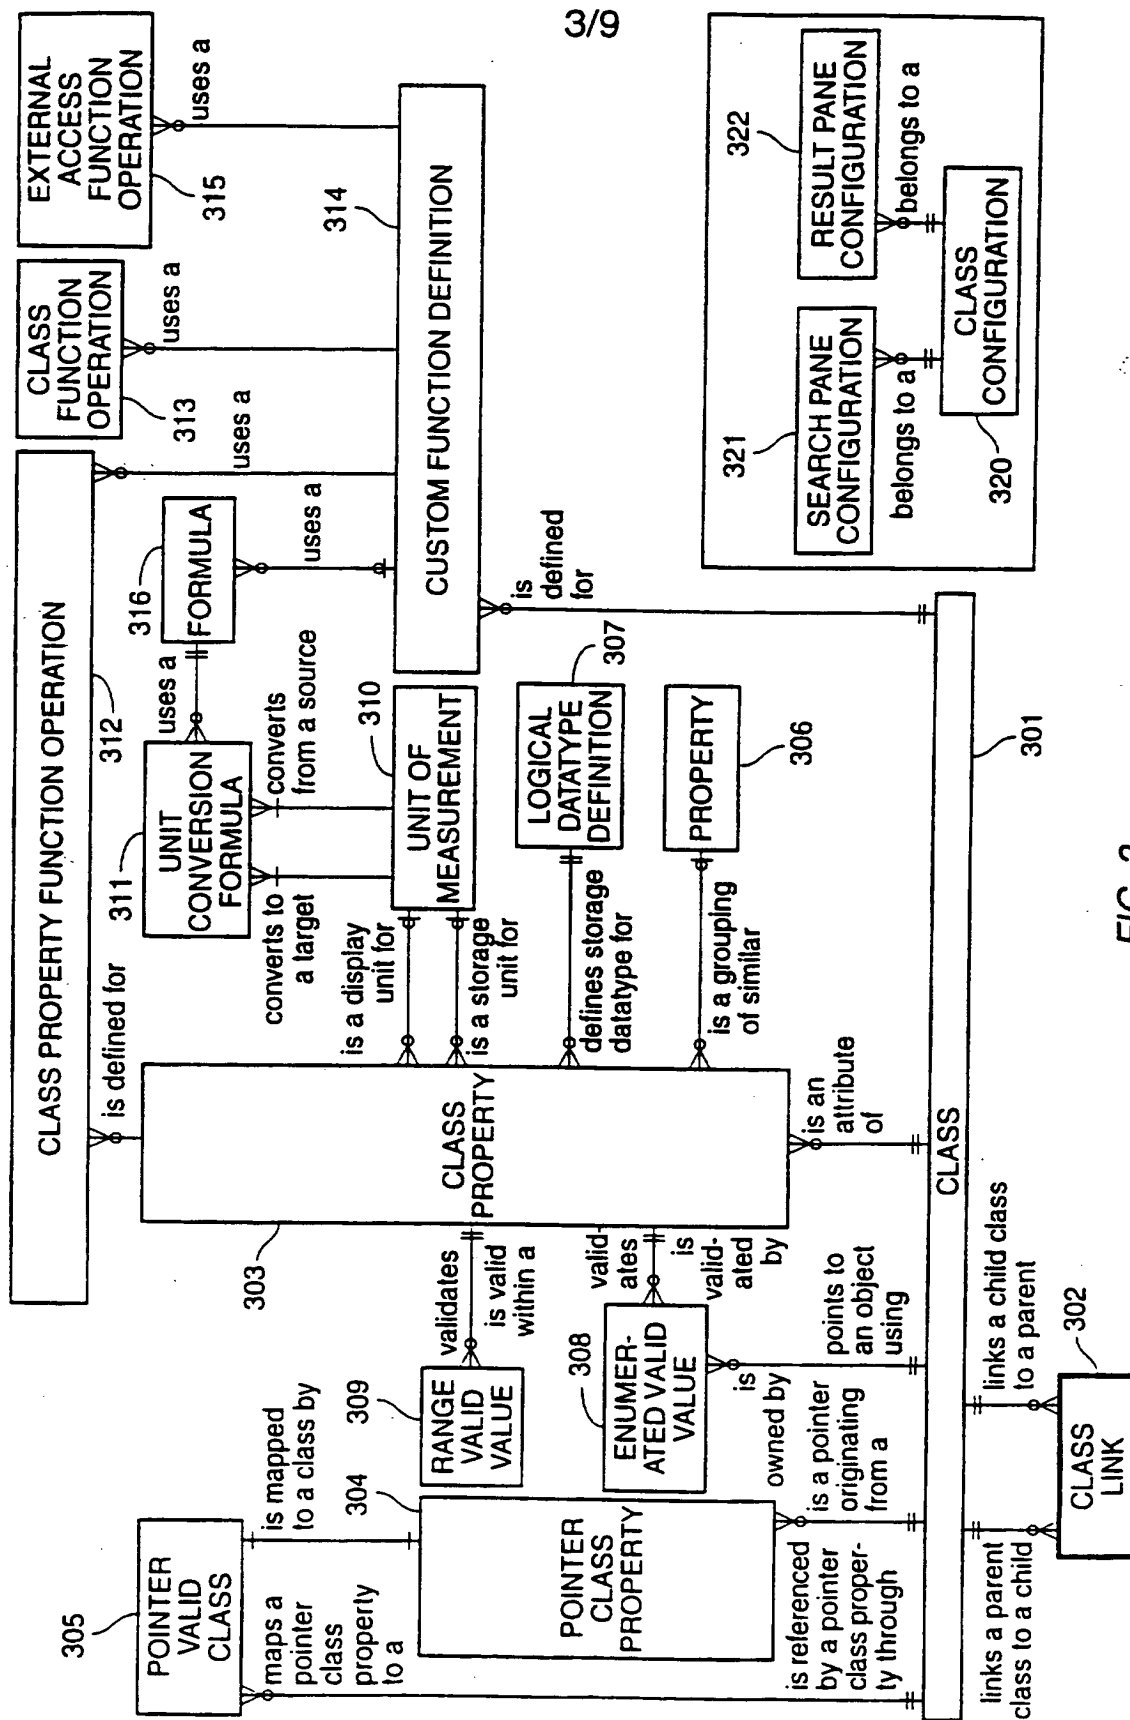 3/9
CLASS PROPERTY FUNCTION OPERATION
312
CLASS
FUNCTION
OPERATION
313
EXTERNAL
ACCESS
FUNCTION
OPERATION
315
uses a
uses a
uses a
is defined for
305
POINTER
VALID
CLASS
is mapped
to a class by
maps a
pointer
class
property
to a
304
POINTER
CLASS
PROPERTY
303
CLASS
PROPERTY
309
RANGE
VALID
VALUE
validates
is valid
within a
308
ENUMER-
ATED VALID
VALUE
valid-
ates
is
valid-
ated
by
is
owned by
points to
an object
using
311
UNIT
CONVERSION
FORMULA
uses a
316
FORMULA
uses a
converts to
a target
converts
from a source
310
UNIT OF
MEASUREMENT
is a display
unit for
is a storage
unit for
314
CUSTOM FUNCTION DEFINITION
307
LOGICAL
DATATYPE
DEFINITION
defines storage
datatype for
306
PROPERTY
is a grouping
of similar
is defined
for
is an
attribute
of
is a pointer
originating
from a
is referenced
by a pointer
class proper-
ty through
301
CLASS
links a parent
class to a child
links a child class
to a parent
302
CLASS
LINK
321
SEARCH PANE
CONFIGURATION
belongs to a
322
RESULT PANE
CONFIGURATION
belongs to a
CLASS
CONFIGURATION
320